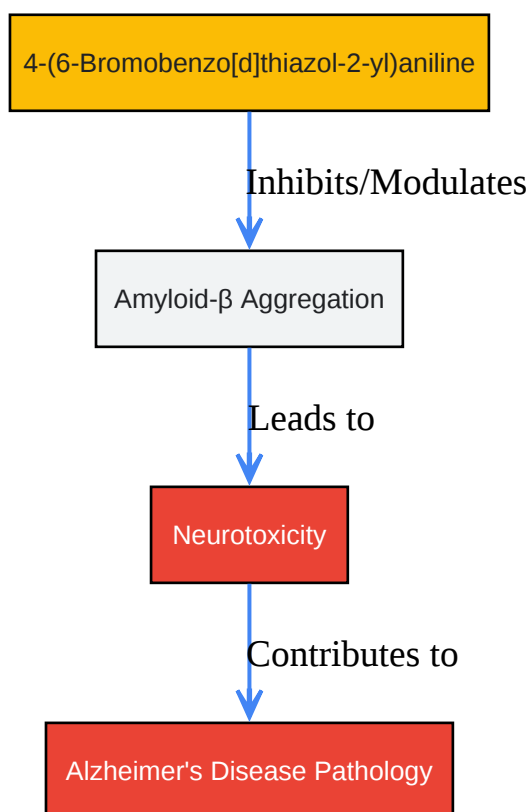 4-(6-Bromobenzo[d]thiazol-2-yl)aniline
Inhibits/Modulates
Amyloid-β Aggregation
Leads to
Neurotoxicity
Contributes to
Alzheimer's Disease Pathology